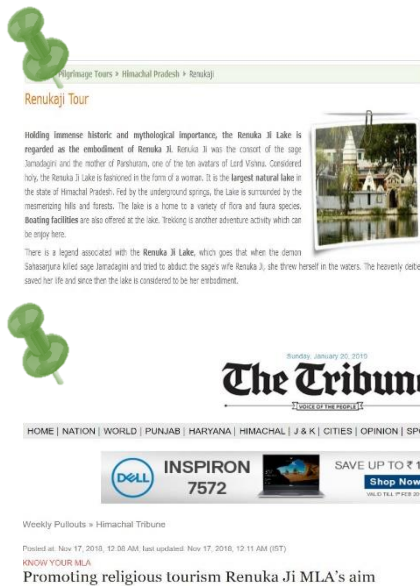 Pilgrimage Tours > Himachal Pradesh > Renukaji
Renukaji Tour
Holding immense historic and mythological importance, the Renuka Ji Lake is
regarded as the embodiment of Renuka Ji. Renuka Ji was the consort of the sage
Jamadagini and the mother of Parshuram, one of the ten avatars of Lord Vishnu. Considered
holy, the Renuka Ji Lake is fashioned in the form of a woman. It is the largest natural lake in
the state of Himachal Pradesh. Fed by the underground springs, the Lake is surrounded by the
mesmerizing hills and forests. The lake is home to a variety of flora and fauna species.
Boating facilities are also offered at the lake. Trekking is another adventure activity which can
be enjoy here.
There is a legend associated with the Renuka Ji Lake, which goes that when the demon
Sahasarjuna killed sage Jamadagini and tried to abduct the sage's wife Renuka Ji, she threw herself in the waters. The heavenly deitie
saved her life and since then the lake is considered to be her embodiment.
Sunday, January 20, 2019
The Tribune
VOICE OF THE PEOPLE
HOME | NATION | WORLD | PUNJAB | HARYANA | HIMACHAL | J & K | CITIES | OPINION | SPO
DELL
INSPIRON
7572
SAVE UP TO ₹ 1
Shop Now
Weekly Pullouts » Himachal Tribune
Posted at: Nov 17, 2018, 12:08 AM; last updated: Nov 17, 2018, 12:11 AM (IST)
KNOW YOUR MLA
Promoting religious tourism Renuka Ji MLA's aim